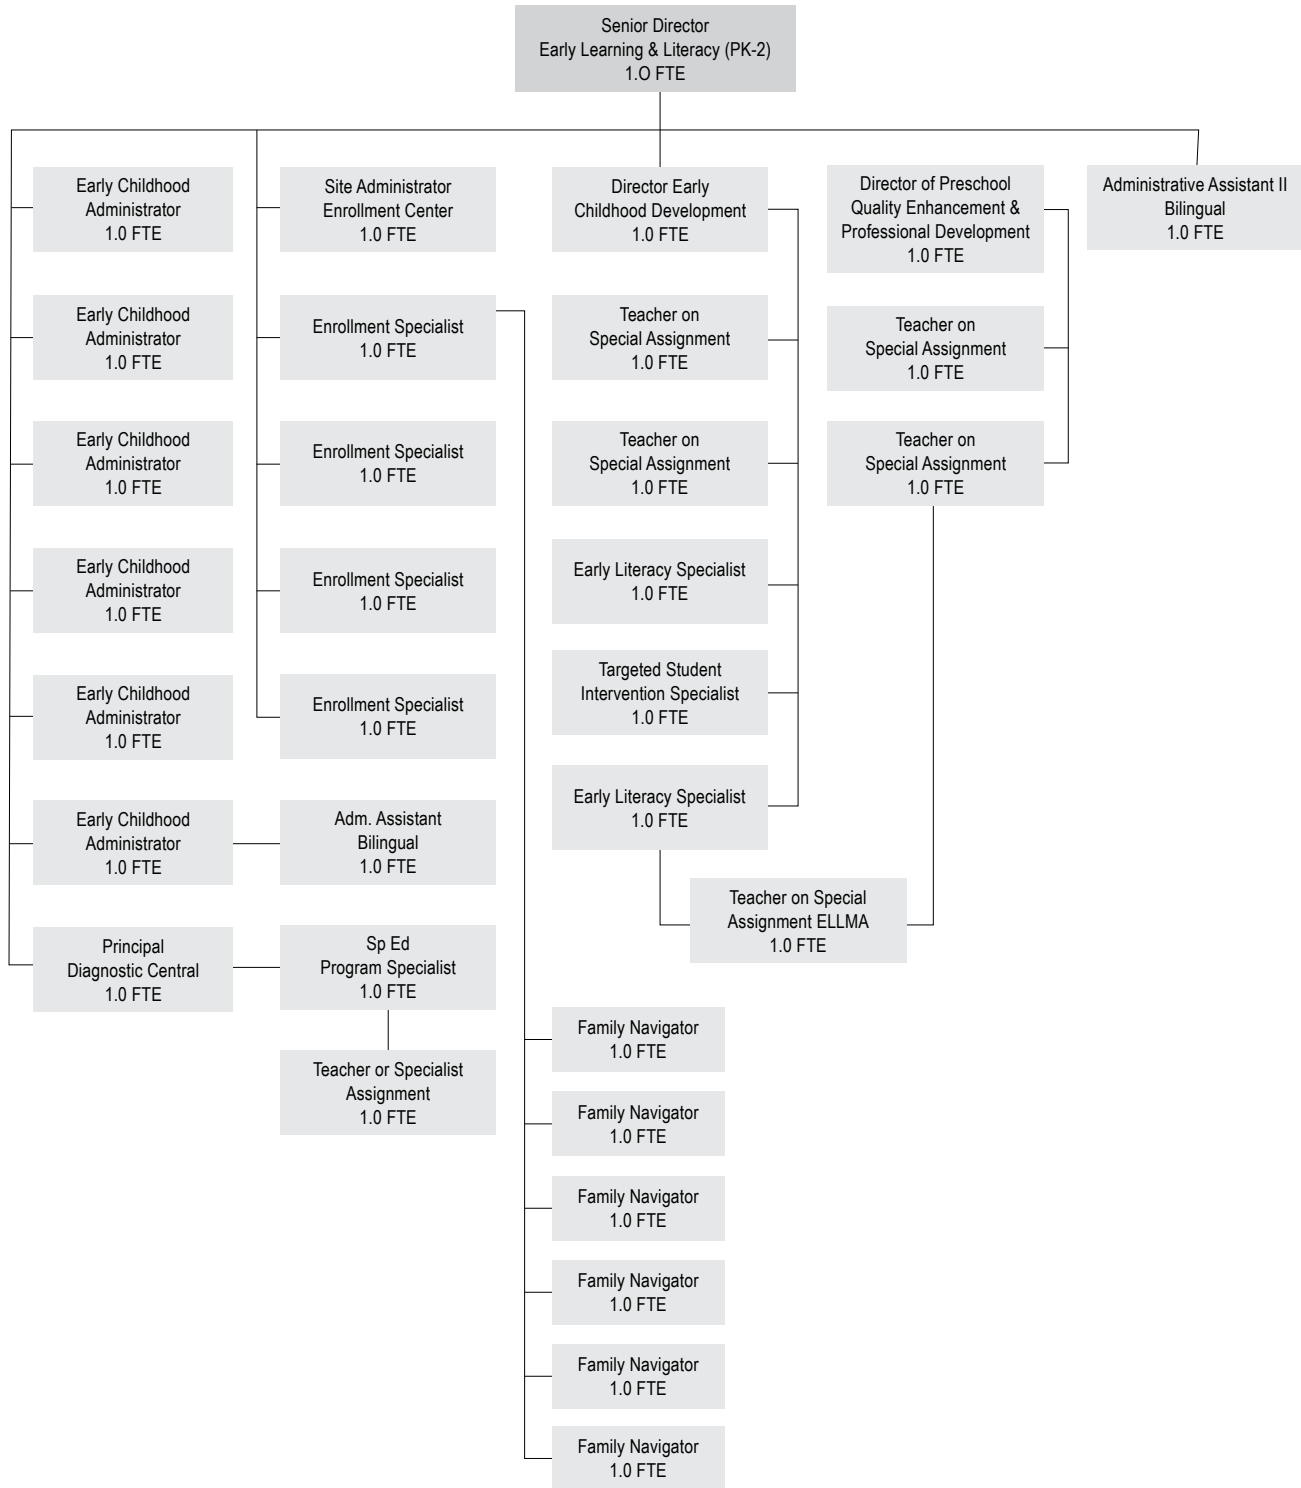 Senior Director
Early Learning & Literacy (PK-2)
1.O FTE
Early Childhood
Administrator
1.0 FTE
Site Administrator
Enrollment Center
1.0 FTE
Director Early
Childhood Development
1.0 FTE
Director of Preschool
Quality Enhancement &
Professional Development
1.0 FTE
Administrative Assistant II
Bilingual
1.0 FTE
Early Childhood
Administrator
1.0 FTE
Enrollment Specialist
1.0 FTE
Teacher on
Special Assignment
1.0 FTE
Teacher on
Special Assignment
1.0 FTE
Early Childhood
Administrator
1.0 FTE
Enrollment Specialist
1.0 FTE
Teacher on
Special Assignment
1.0 FTE
Teacher on
Special Assignment
1.0 FTE
Early Childhood
Administrator
1.0 FTE
Enrollment Specialist
1.0 FTE
Early Literacy Specialist
1.0 FTE
Early Childhood
Administrator
1.0 FTE
Enrollment Specialist
1.0 FTE
Targeted Student
Intervention Specialist
1.0 FTE
Early Childhood
Administrator
1.0 FTE
Adm. Assistant
Bilingual
1.0 FTE
Early Literacy Specialist
1.0 FTE
Teacher on Special
Assignment ELLMA
1.0 FTE
Principal
Diagnostic Central
1.0 FTE
Sp Ed
Program Specialist
1.0 FTE
Teacher or Specialist
Assignment
1.0 FTE
Family Navigator
1.0 FTE
Family Navigator
1.0 FTE
Family Navigator
1.0 FTE
Family Navigator
1.0 FTE
Family Navigator
1.0 FTE
Family Navigator
1.0 FTE